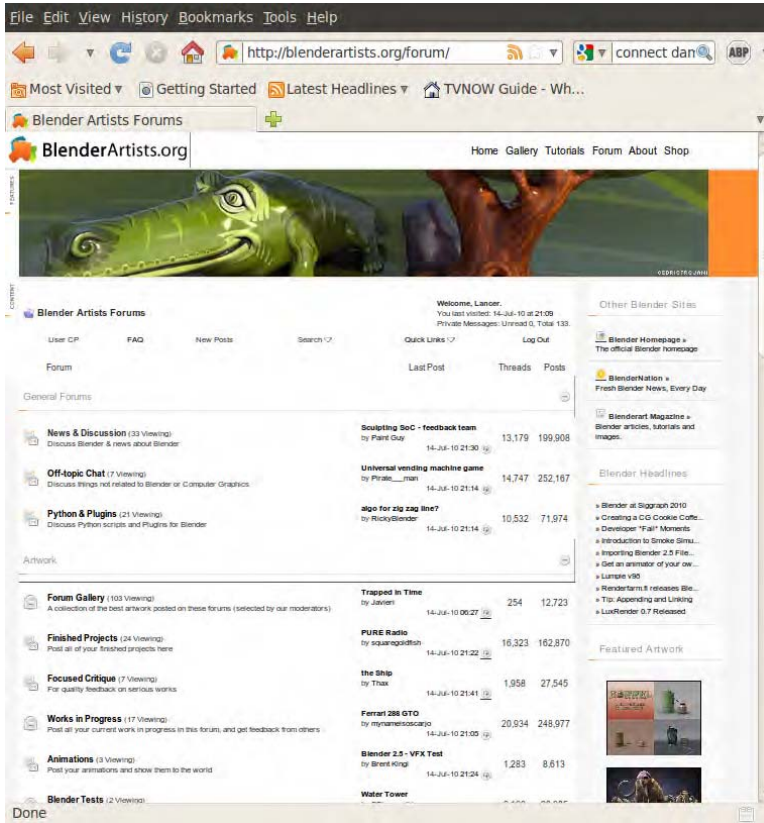 File Edit View History Bookmarks Tools Help
http://blenderartists.org/forum/ connect dan ABP
Most Visited Getting Started Latest Headlines TVNOW Guide - Wh...
Blender Artists Forums
BlenderArtists.org
Home Gallery Tutorials Forum About Shop
FEATURES
CONTENT
Blender Artists Forums
Welcome, Lancer.
You last visited: 14-Jul-10 at 21:09
Private Messages: Unread 0, Total 133.
User CP FAQ New Posts Search Quick Links Log Out
Forum Last Post Threads Posts
General Forums
News & Discussion (33 Viewing)
Discuss Blender & news about Blender
Sculpting SoC - feedback team
by Paint Guy
14-Jul-10 21:30
13,179 199,908
Off-topic Chat (7 Viewing)
Discuss things not related to Blender or Computer Graphics
Universal vending machine game
by Pirate__man
14-Jul-10 21:14
14,747 252,167
Python & Plugins (21 Viewing)
Discuss Python scripts and Plugins for Blender
algo for zig zag line?
by RickyBlender
14-Jul-10 21:14
10,532 71,974
Artwork
Forum Gallery (103 Viewing)
A collection of the best artwork posted on these forums (selected by our moderators)
Trapped in Time
by Javieri
14-Jul-10 06:27
254 12,723
Finished Projects (24 Viewing)
Post all of your finished projects here
PURE Radio
by squaregoldfish
14-Jul-10 21:22
16,323 162,870
Focused Critique (7 Viewing)
For quality feedback on serious works
the Ship
by Thax
14-Jul-10 21:41
1,958 27,545
Works in Progress (17 Viewing)
Post all your current work in progress in this forum, and get feedback from others
Ferrari 288 GTO
by mynameisoscarjo
14-Jul-10 21:05
20,934 248,977
Animations (3 Viewing)
Post your animations and show them to the world
Blender 2.5 - VFX Test
by Brent Kingi
14-Jul-10 21:24
1,283 8,613
Blender Tests (2 Viewing)
Water Tower
Other Blender Sites
Blender Homepage »
The official Blender homepage
BlenderNation »
Fresh Blender News, Every Day
Blenderart Magazine »
Blender articles, tutorials and
images.
Blender Headlines
» Blender at Siggraph 2010
» Creating a CG Cookie Coffe...
» Developer "Fail" Moments
» Introduction to Smoke Simu...
» Importing Blender 2.5 File...
» Get an animator of your ow...
» Lumpie v98
» Renderfarm.fi releases Ble...
» Tip: Appending and Linking
» LuxRender 0.7 Released
Featured Artwork
Done